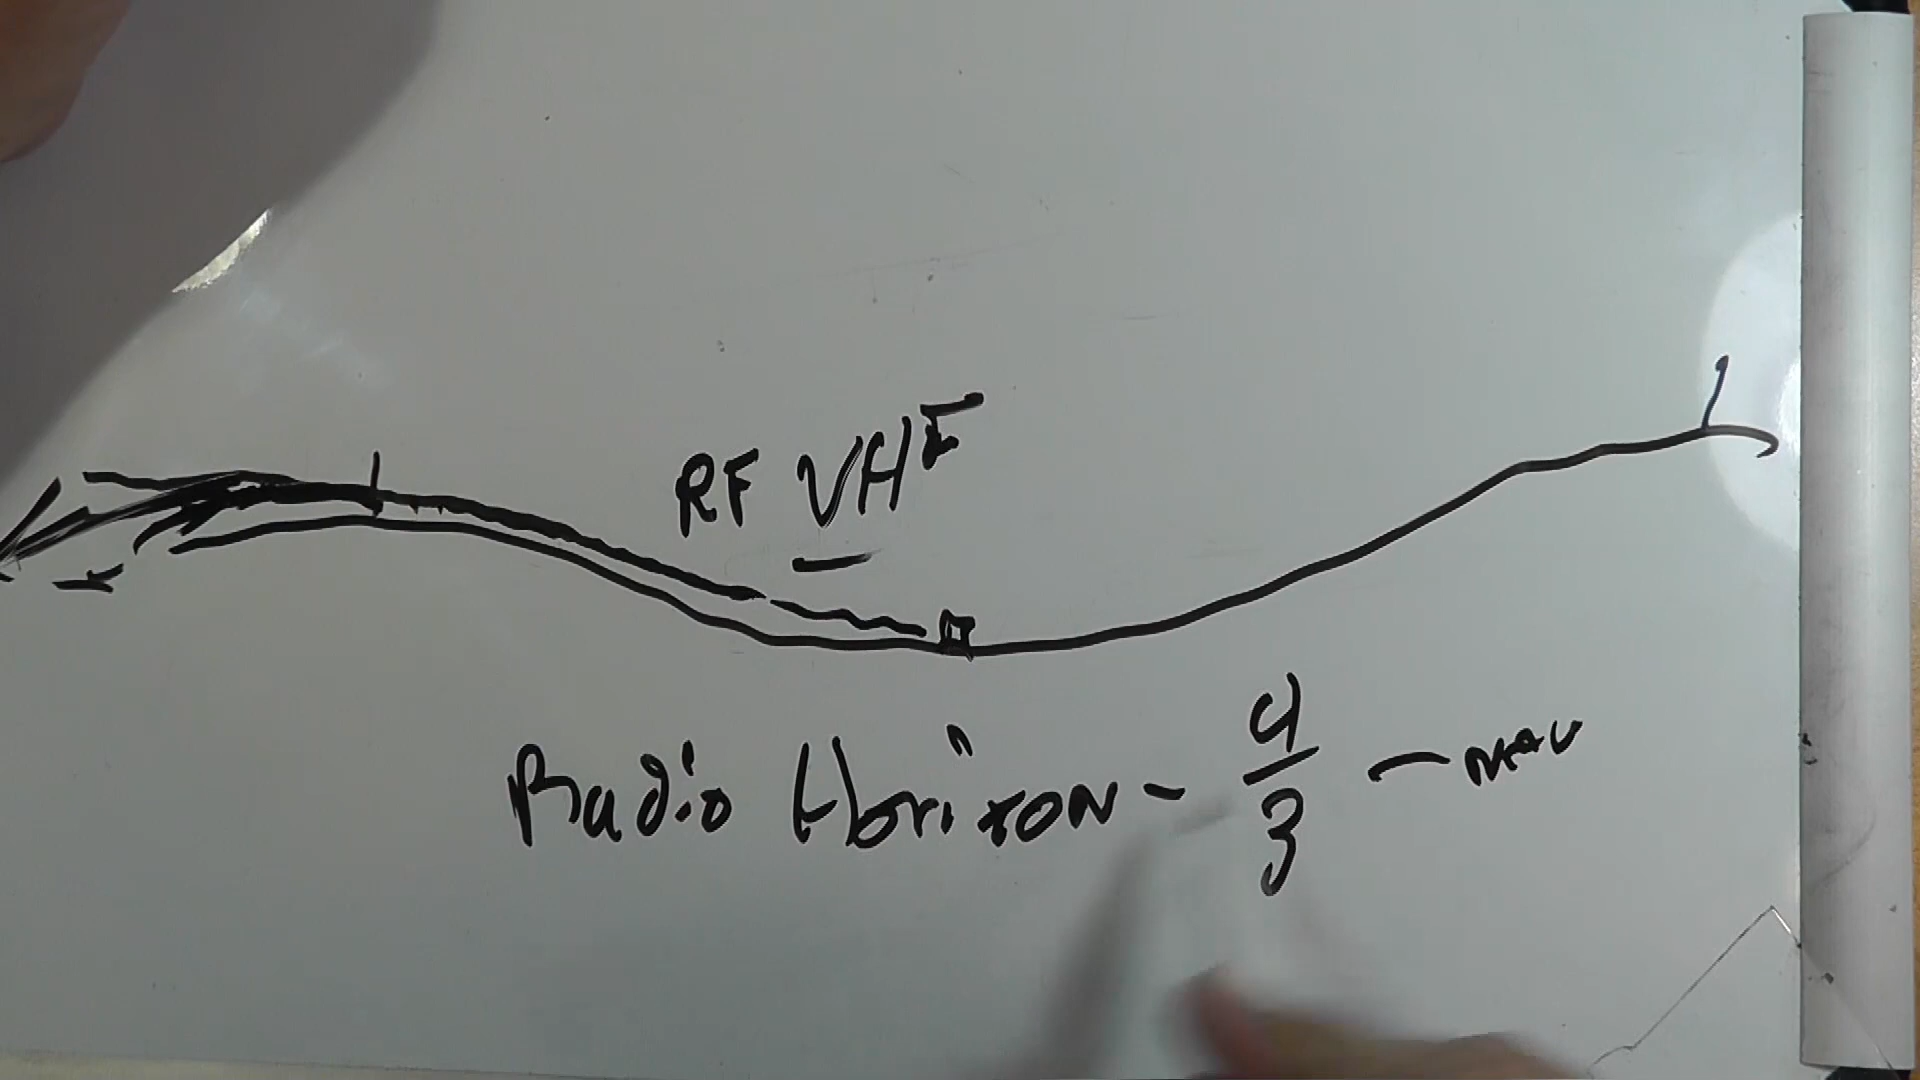 RF VHF
Radio Horizon - 4/3 -